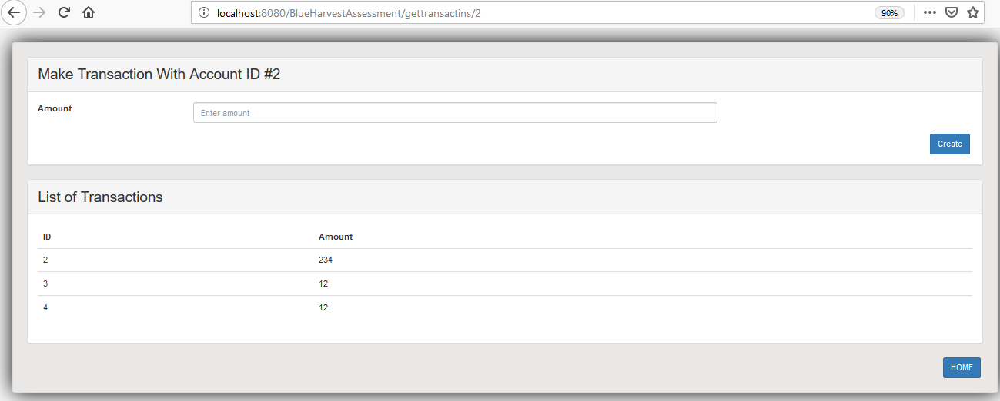 localhost:8080/BlueHarvestAssessment/gettransactins/2 90%
Make Transaction With Account ID #2
Amount Enter amount
Create
List of Transactions
ID Amount
2 234
3 12
4 12
HOME